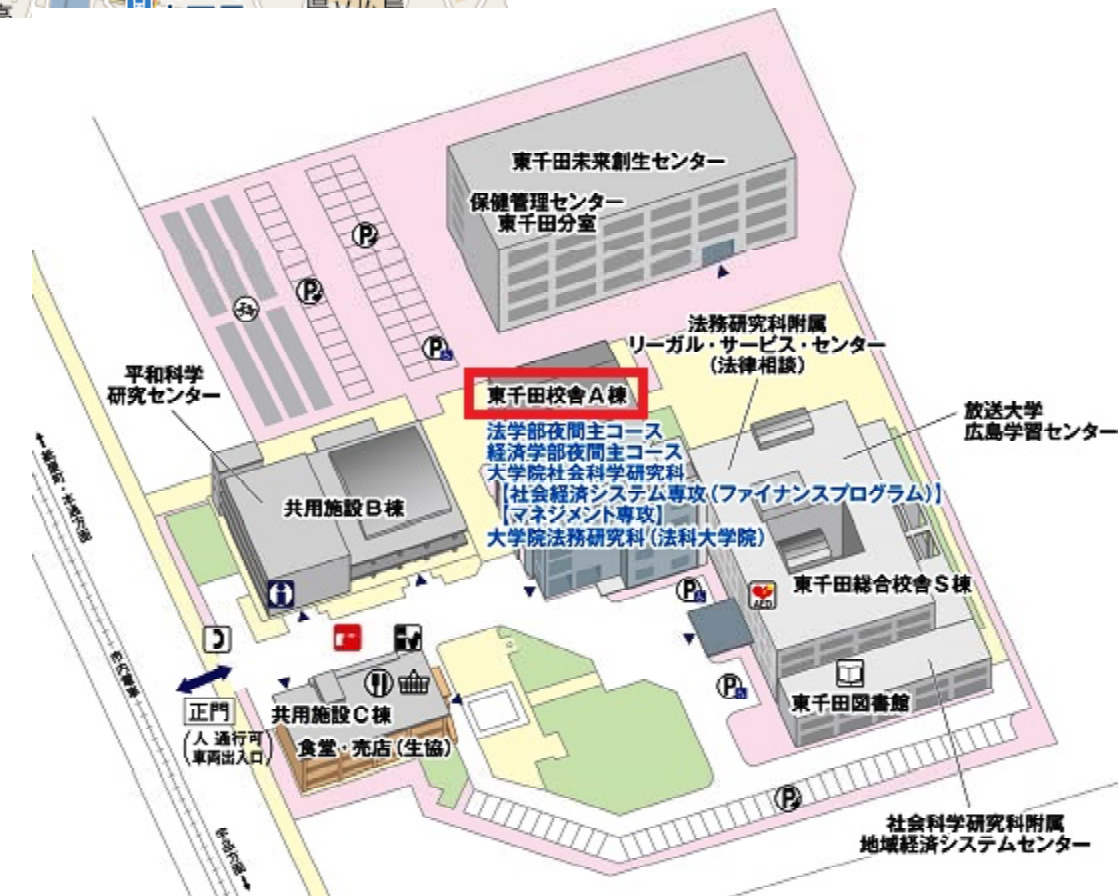 東千田未来創生センター
保健管理センター
東千田分室
法務研究科附属
リーガル・サービス・センター
(法律相談)
平和科学
研究センター
東千田校舎A棟
放送大学
広島学習センター
法学部夜間主コース
経済学部夜間主コース
大学院社会科学研究科
【社会経済システム専攻(ファイナンスプログラム)】
【マネジメント専攻】
大学院法務研究科(法科大学院)
共用施設B棟
紙屋町・本通方面
東千田総合校舎S棟
AED
市内電車
正門
(人 通行可
車両出入口)
共用施設C棟
食堂・売店(生協)
東千田図書館
宇品方面
社会科学研究科附属
地域経済システムセンター
P
P
P
P
P
P